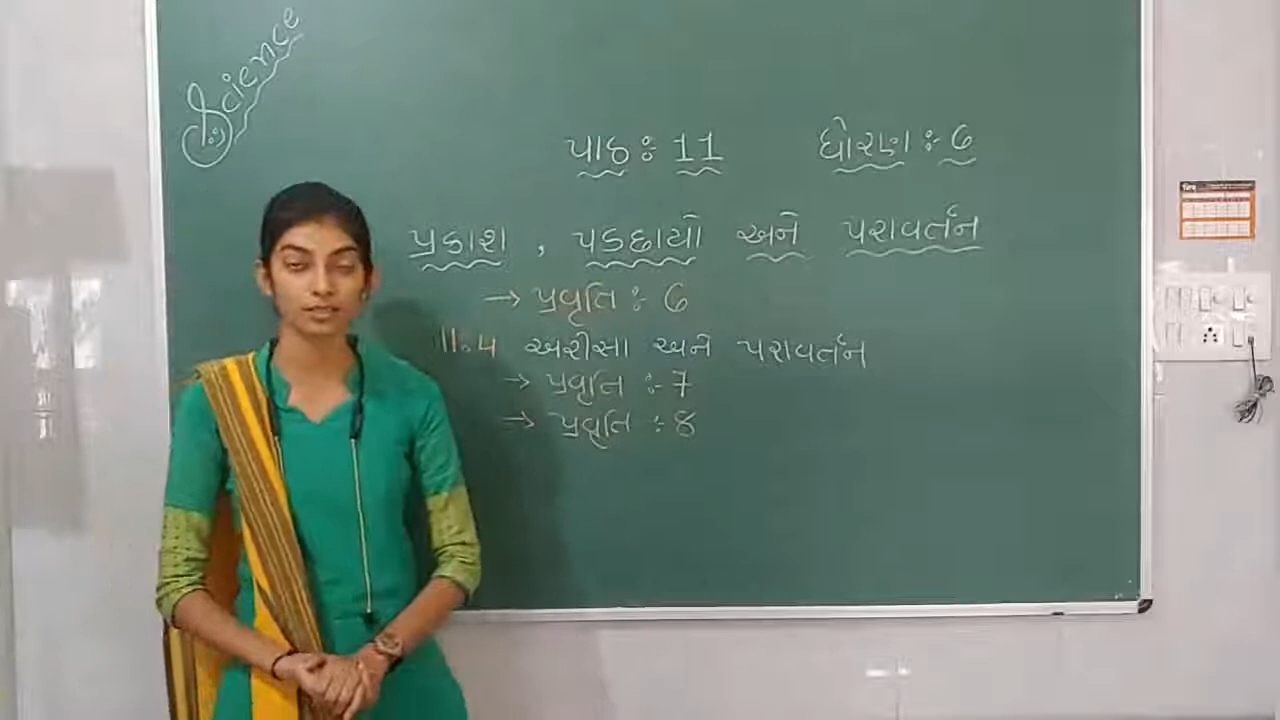 Science
પાઠ : 11 ધોરણ :- 6
પ્રકાશ , પડછાયો અને પરાવર્તન
→ પ્રવૃતિ :- 6
11.4 અરીસા અને પરાવર્તન
→ પ્રવૃતિ :- 7
→ પ્રવૃતિ :- 8